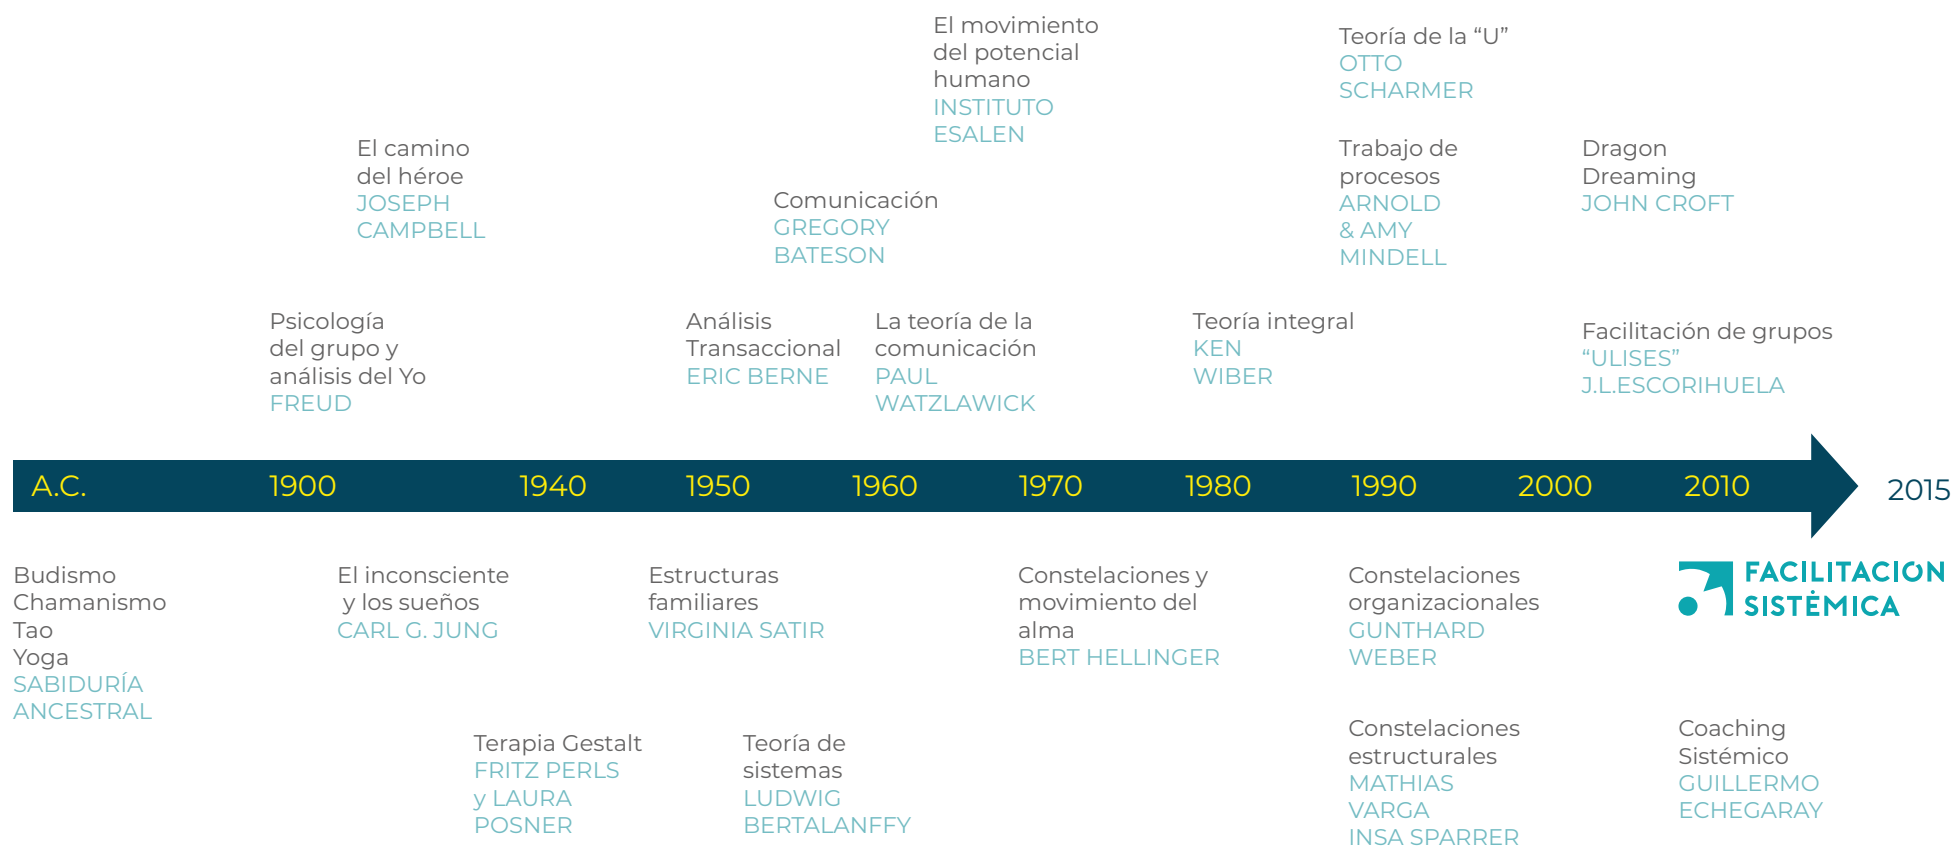 El movimiento
del potencial
humano
INSTITUTO
ESALEN
Teoría de la “U”
OTTO
SCHARMER
El camino
del héroe
JOSEPH
CAMPBELL
Comunicación
GREGORY
BATESON
Trabajo de
procesos
ARNOLD
& AMY
MINDELL
Dragon
Dreaming
JOHN CROFT
Psicología
del grupo y
análisis del Yo
FREUD
Análisis
Transaccional
ERIC BERNE
La teoría de la
comunicación
PAUL
WATZLAWICK
Teoría integral
KEN
WIBER
Facilitación de grupos
“ULISES”
J.L.ESCORIHUELA
A.C. 1900 1940 1950 1960 1970 1980 1990 2000 2010 2015
Budismo
Chamanismo
Tao
Yoga
SABIDURÍA
ANCESTRAL
El inconsciente
y los sueños
CARL G. JUNG
Estructuras
familiares
VIRGINIA SATIR
Constelaciones y
movimiento del
alma
BERT HELLINGER
Constelaciones
organizacionales
GUNTHARD
WEBER
FACILITACIÓN
SISTÉMICA
Terapia Gestalt
FRITZ PERLS
y LAURA
POSNER
Teoría de
sistemas
LUDWIG
BERTALANFFY
Constelaciones
estructurales
MATHIAS
VARGA
INSA SPARRER
Coaching
Sistémico
GUILLERMO
ECHEGARAY